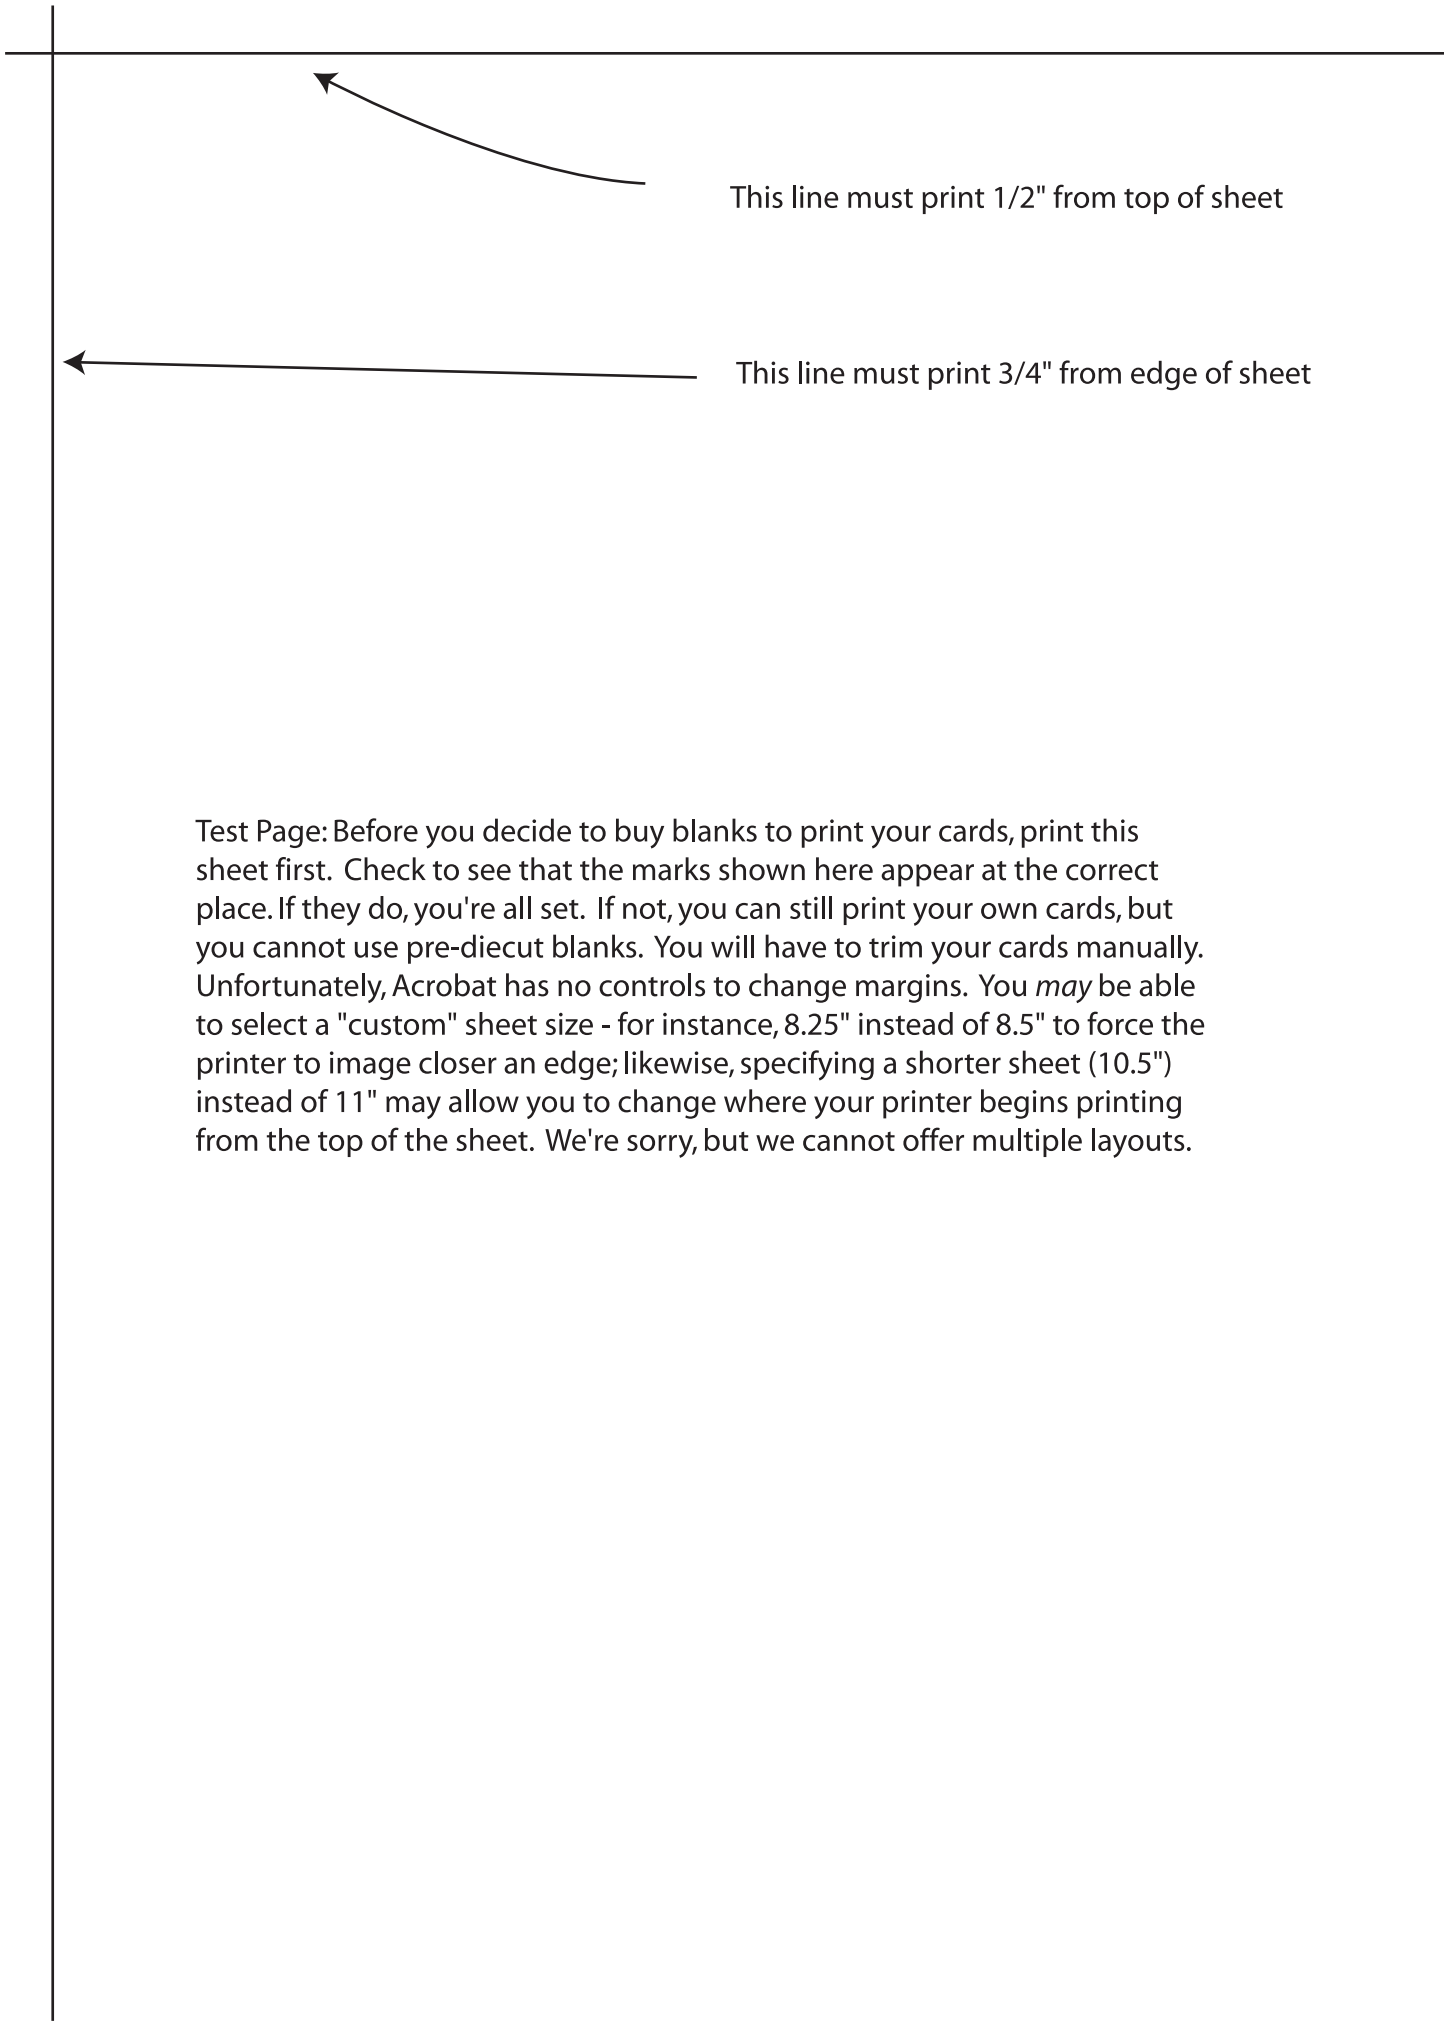 This line must print 1/2" from top of sheet
This line must print 3/4" from edge of sheet
Test Page: Before you decide to buy blanks to print your cards, print this
sheet first.  Check to see that the marks shown here appear at the correct
place. If they do, you're all set.  If not, you can still print your own cards, but
you cannot use pre-diecut blanks.  You will have to trim your cards manually.
Unfortunately, Acrobat has no controls to change margins.  You may be able
to select a "custom" sheet size - for instance, 8.25" instead of 8.5" to force the
printer to image closer an edge; likewise, specifying a shorter sheet (10.5")
instead of 11" may allow you to change where your printer begins printing
from the top of the sheet.  We're sorry, but we cannot offer multiple layouts.